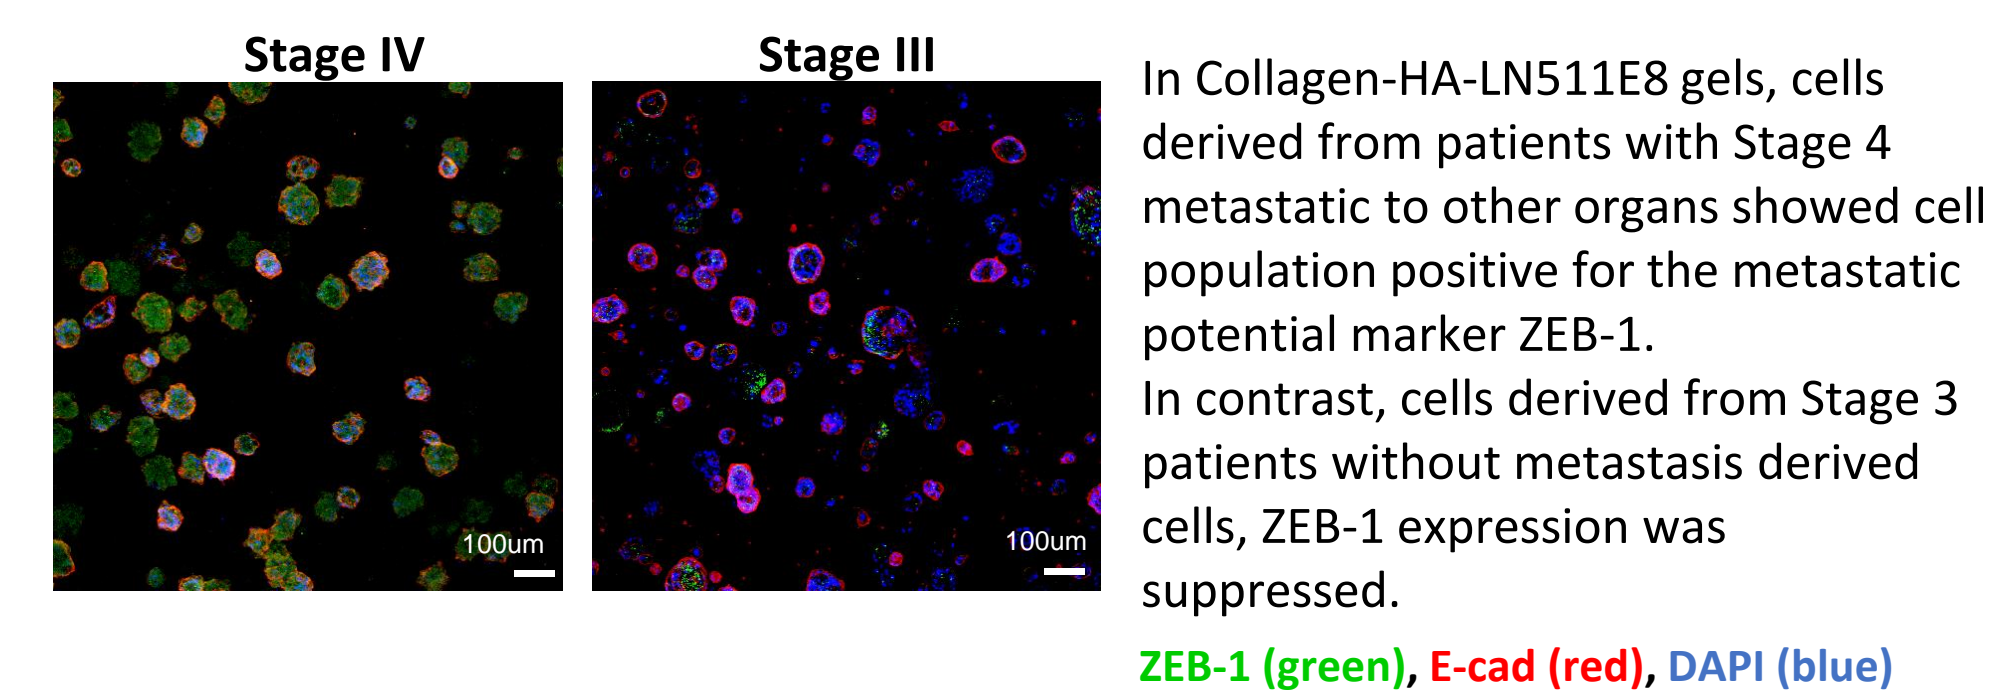 Stage IV
Stage III
100um
100um
In Collagen-HA-LN511E8 gels, cells
derived from patients with Stage 4
metastatic to other organs showed cell
population positive for the metastatic
potential marker ZEB-1.
In contrast, cells derived from Stage 3
patients without metastasis derived
cells, ZEB-1 expression was
suppressed.
ZEB-1 (green), E-cad (red), DAPI (blue)